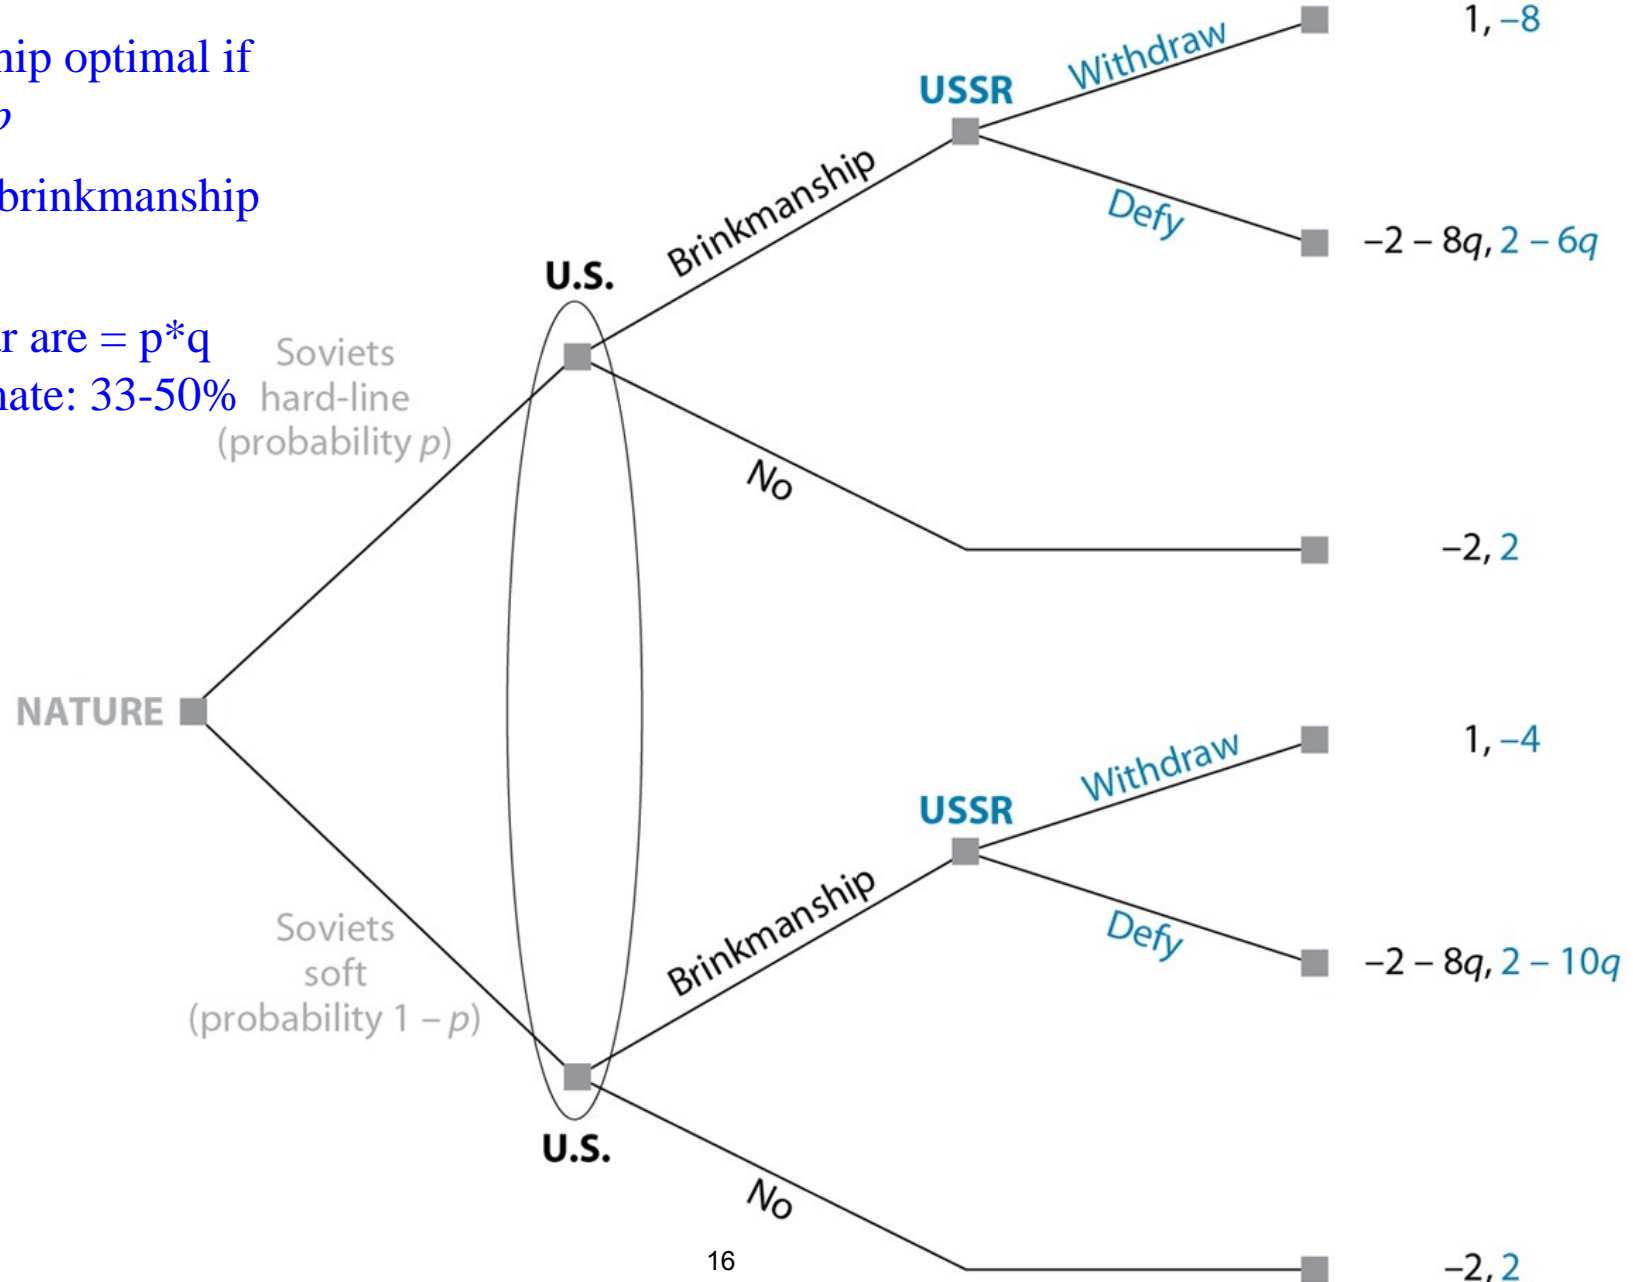 hip optimal if
p
brinkmanship
r are = p*q
nate: 33-50%
Soviets
hard-line
(probability p)
U.S.
Brinkmanship
No
USSR
Withdraw
Defy
1, –8
–2 – 8q, 2 – 6q
–2, 2
NATURE
Soviets
soft
(probability 1 – p)
U.S.
Brinkmanship
No
USSR
Withdraw
Defy
1, –4
–2 – 8q, 2 – 10q
–2, 2
16